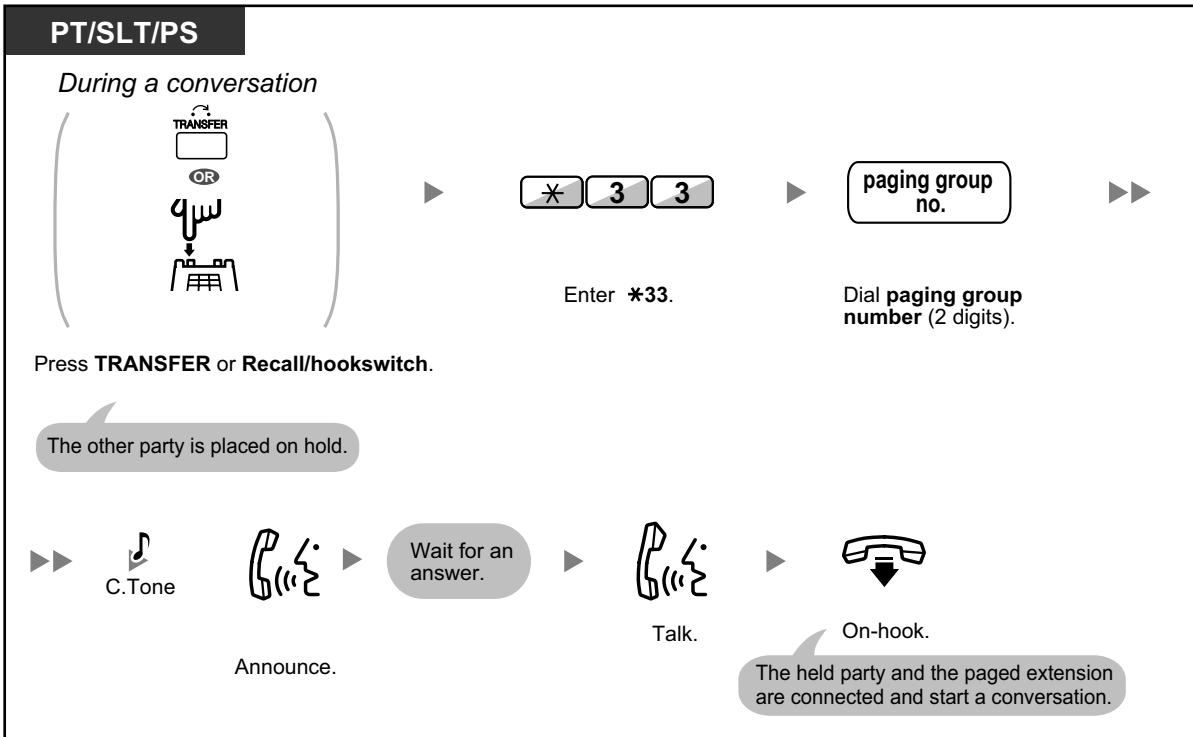 PT/SLT/PS
During a conversation
TRANSFER
OR
* 3 3
paging group
no.
Press TRANSFER or Recall/hookswitch.
Enter *33.
Dial paging group
number (2 digits).
The other party is placed on hold.
C.Tone
Announce.
Wait for an
answer.
Talk.
On-hook.
The held party and the paged extension
are connected and start a conversation.